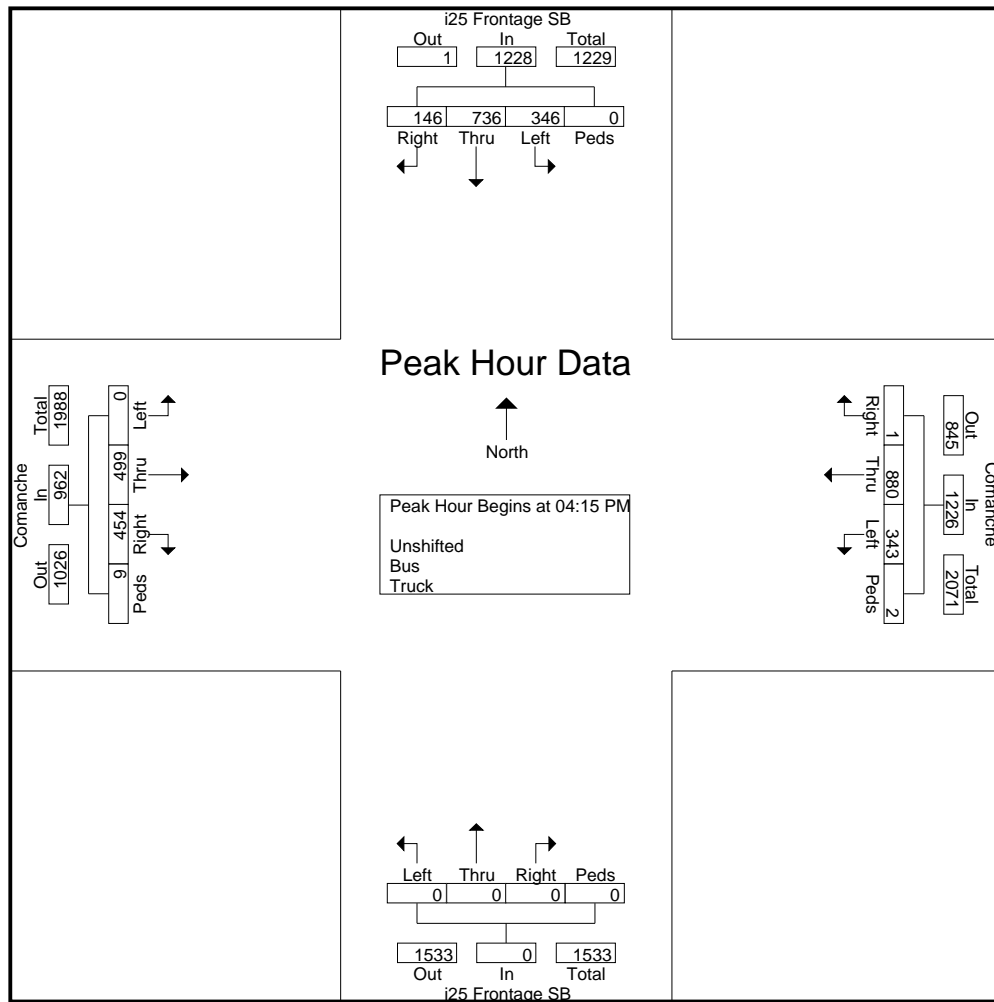 i25 Frontage SB
Out In Total
1 1228 1229
146 736 346 0
Right Thru Left Peds
Peak Hour Data
North
Peak Hour Begins at 04:15 PM
Unshifted
Bus
Truck
Comanche
Total In Out
1988 962 1026
0 499 454 9
Left Thru Right Peds
Right Thru Left Peds
1 880 343 2
845 1226 2071
Out In Total
Comanche
Left Thru Right Peds
0 0 0 0
1533 0 1533
Out In Total
i25 Frontage SB